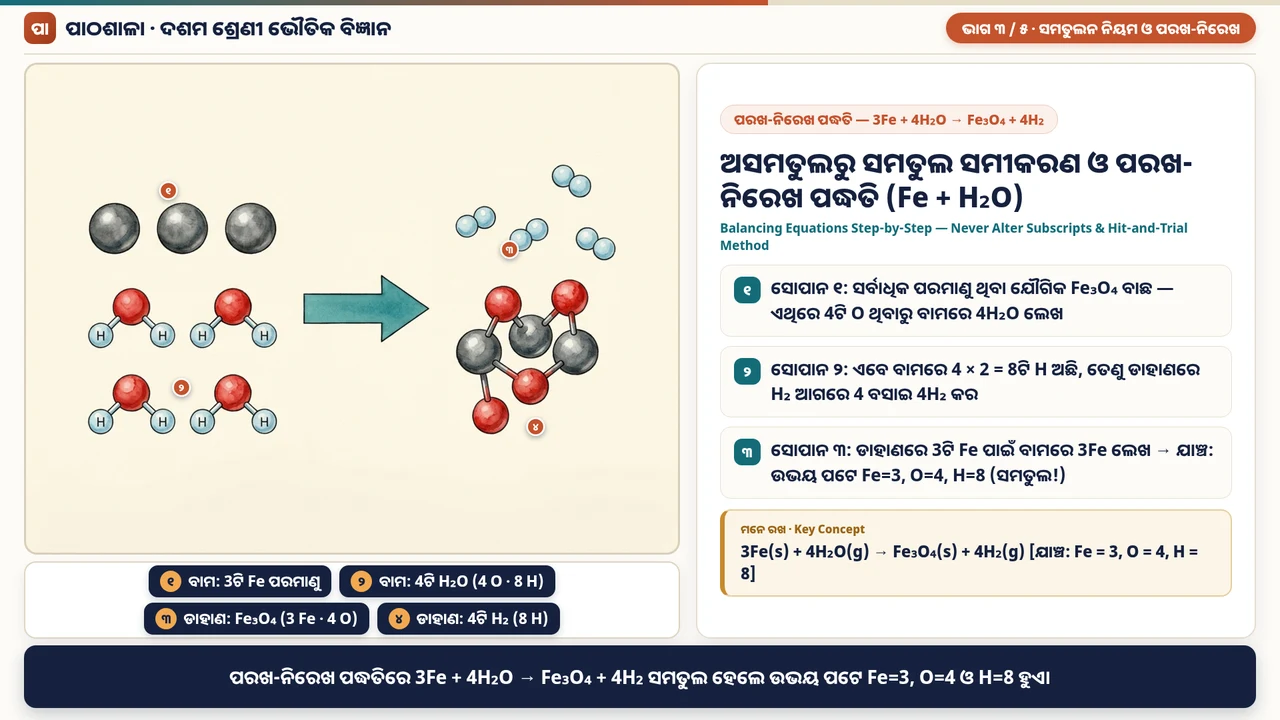 ପା ପାଠଶାଳା · ଦଶମ ଶ୍ରେଣୀ ଭୌତିକ ବିଜ୍ଞାନ
ଭାଗ ୩ / ୫ · ସମତୁଲନ ନିୟମ ଓ ପରଖ-ନିରେଖ
୧
୩
H H H H
୨
H H H H
୪
୧ ବାମ: 3ଟି Fe ପରମାଣୁ
୨ ବାମ: 4ଟି H₂O (4 O · 8 H)
୩ ଡାହାଣ: Fe₃O₄ (3 Fe · 4 O)
୪ ଡାହାଣ: 4ଟି H₂ (8 H)
ପରଖ-ନିରେଖ ପଦ୍ଧତି — 3Fe + 4H₂O → Fe₃O₄ + 4H₂
ଅସମତୁଲରୁ ସମତୁଲ ସମୀକରଣ ଓ ପରଖ-
ନିରେଖ ପଦ୍ଧତି (Fe + H₂O)
Balancing Equations Step-by-Step — Never Alter Subscripts & Hit-and-Trial
Method
୧ ସୋପାନ ୧: ସର୍ବାଧିକ ପରମାଣୁ ଥିବା ଯୌଗିକ Fe₃O₄ ବାଛ —
ଏଥିରେ 4ଟି O ଥିବାରୁ ବାମରେ 4H₂O ଲେଖ
୨ ସୋପାନ ୨: ଏବେ ବାମରେ 4 × 2 = 8ଟି H ଅଛି, ତେଣୁ ଡାହାଣରେ
H₂ ଆଗରେ 4 ବସାଇ 4H₂ କର
୩ ସୋପାନ ୩: ଡାହାଣରେ 3ଟି Fe ପାଇଁ ବାମରେ 3Fe ଲେଖ → ଯାଞ୍ଚ:
ଉଭୟ ପଟେ Fe=3, O=4, H=8 (ସମତୁଲ!)
ମନେ ରଖ · Key Concept
3Fe(s) + 4H₂O(g) → Fe₃O₄(s) + 4H₂(g) [ଯାଞ୍ଚ: Fe = 3, O = 4, H =
8]
ପରଖ-ନିରେଖ ପଦ୍ଧତିରେ 3Fe + 4H₂O → Fe₃O₄ + 4H₂ ସମତୁଲ ହେଲେ ଉଭୟ ପଟେ Fe=3, O=4 ଓ H=8 ହୁଏ।